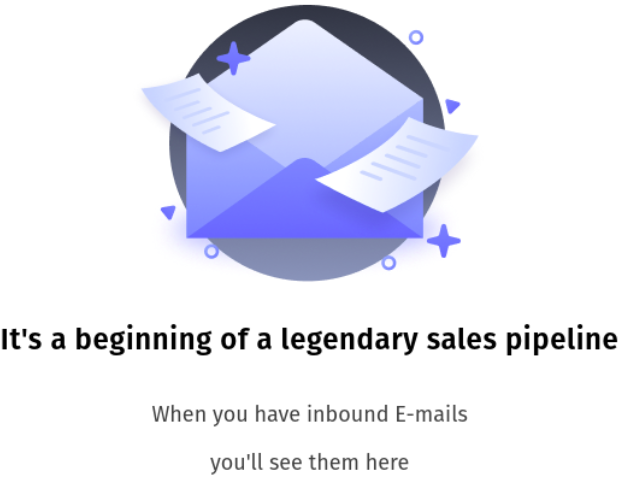 It's a beginning of a legendary sales pipeline
When you have inbound E-mails
you'll see them here